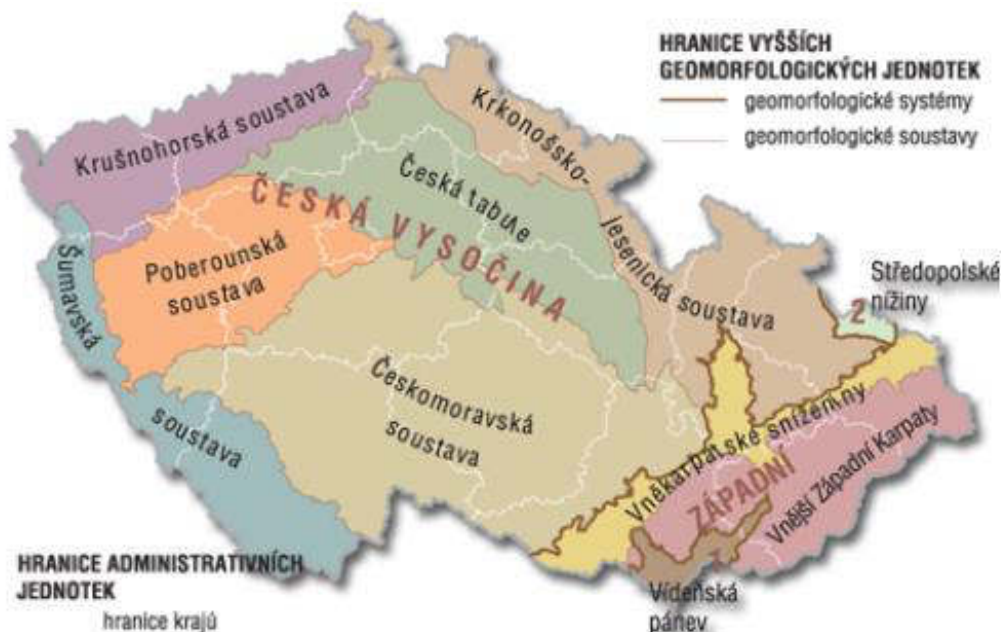 HRANICE VYŠŠÍCH
GEOMORFOLOGICKÝCH JEDNOTEK
geomorfologické systémy
geomorfologické soustavy
Krušnohorská soustava
Krkonošsko-
jesenická soustava
Česká tabule
ČESKÁ VYSOČINA
Poberounská
soustava
Šumavská
soustava
Českomoravská
soustava
Středopolské
nížiny
2
Vněkarpatské sníženiny
ZÁPADNÍ
Vnější Západní Karpaty
Vídeňská
pánev
HRANICE ADMINISTRATIVNÍCH
JEDNOTEK
hranice krajů